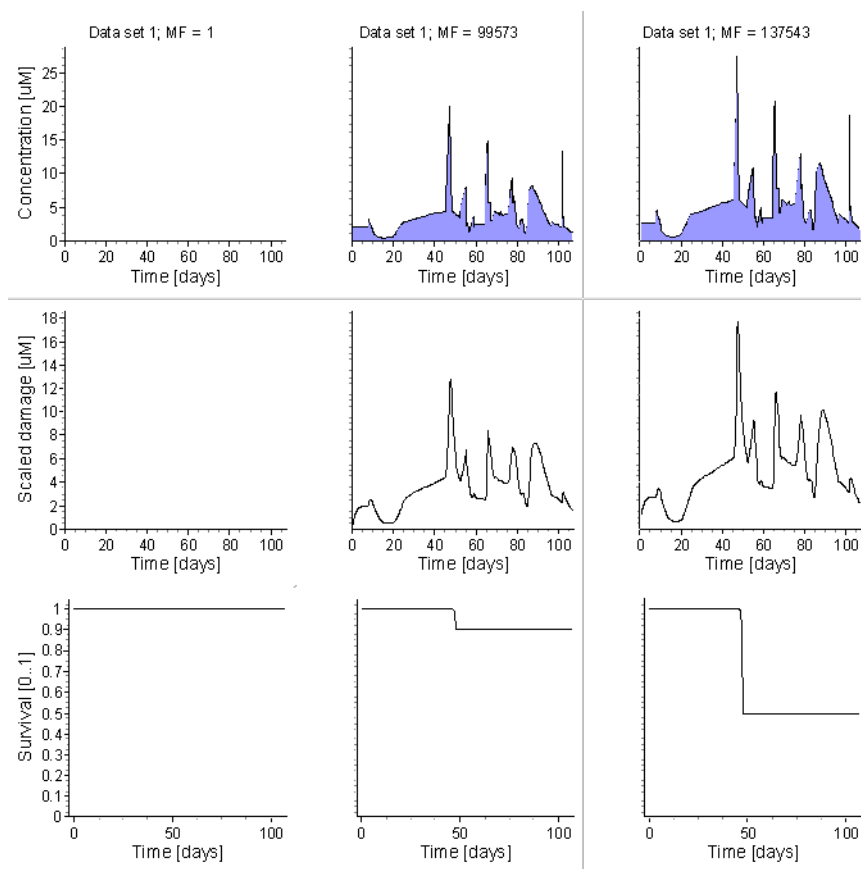 Data set 1; MF = 1
Data set 1; MF = 99573
Data set 1; MF = 137543
Concentration [uM]
25
20
15
10
5
0
0 20 40 60 80 100
0 20 40 60 80 100
0 20 40 60 80 100
Time [days]
Time [days]
Time [days]
Scaled damage [uM]
18
16
14
12
10
8
6
4
2
0
0 20 40 60 80 100
0 20 40 60 80 100
0 20 40 60 80 100
Time [days]
Time [days]
Time [days]
Survival [0..1]
1
0.9
0.8
0.7
0.6
0.5
0.4
0.3
0.2
0.1
0
0 50 100
0 50 100
0 50 100
Time [days]
Time [days]
Time [days]